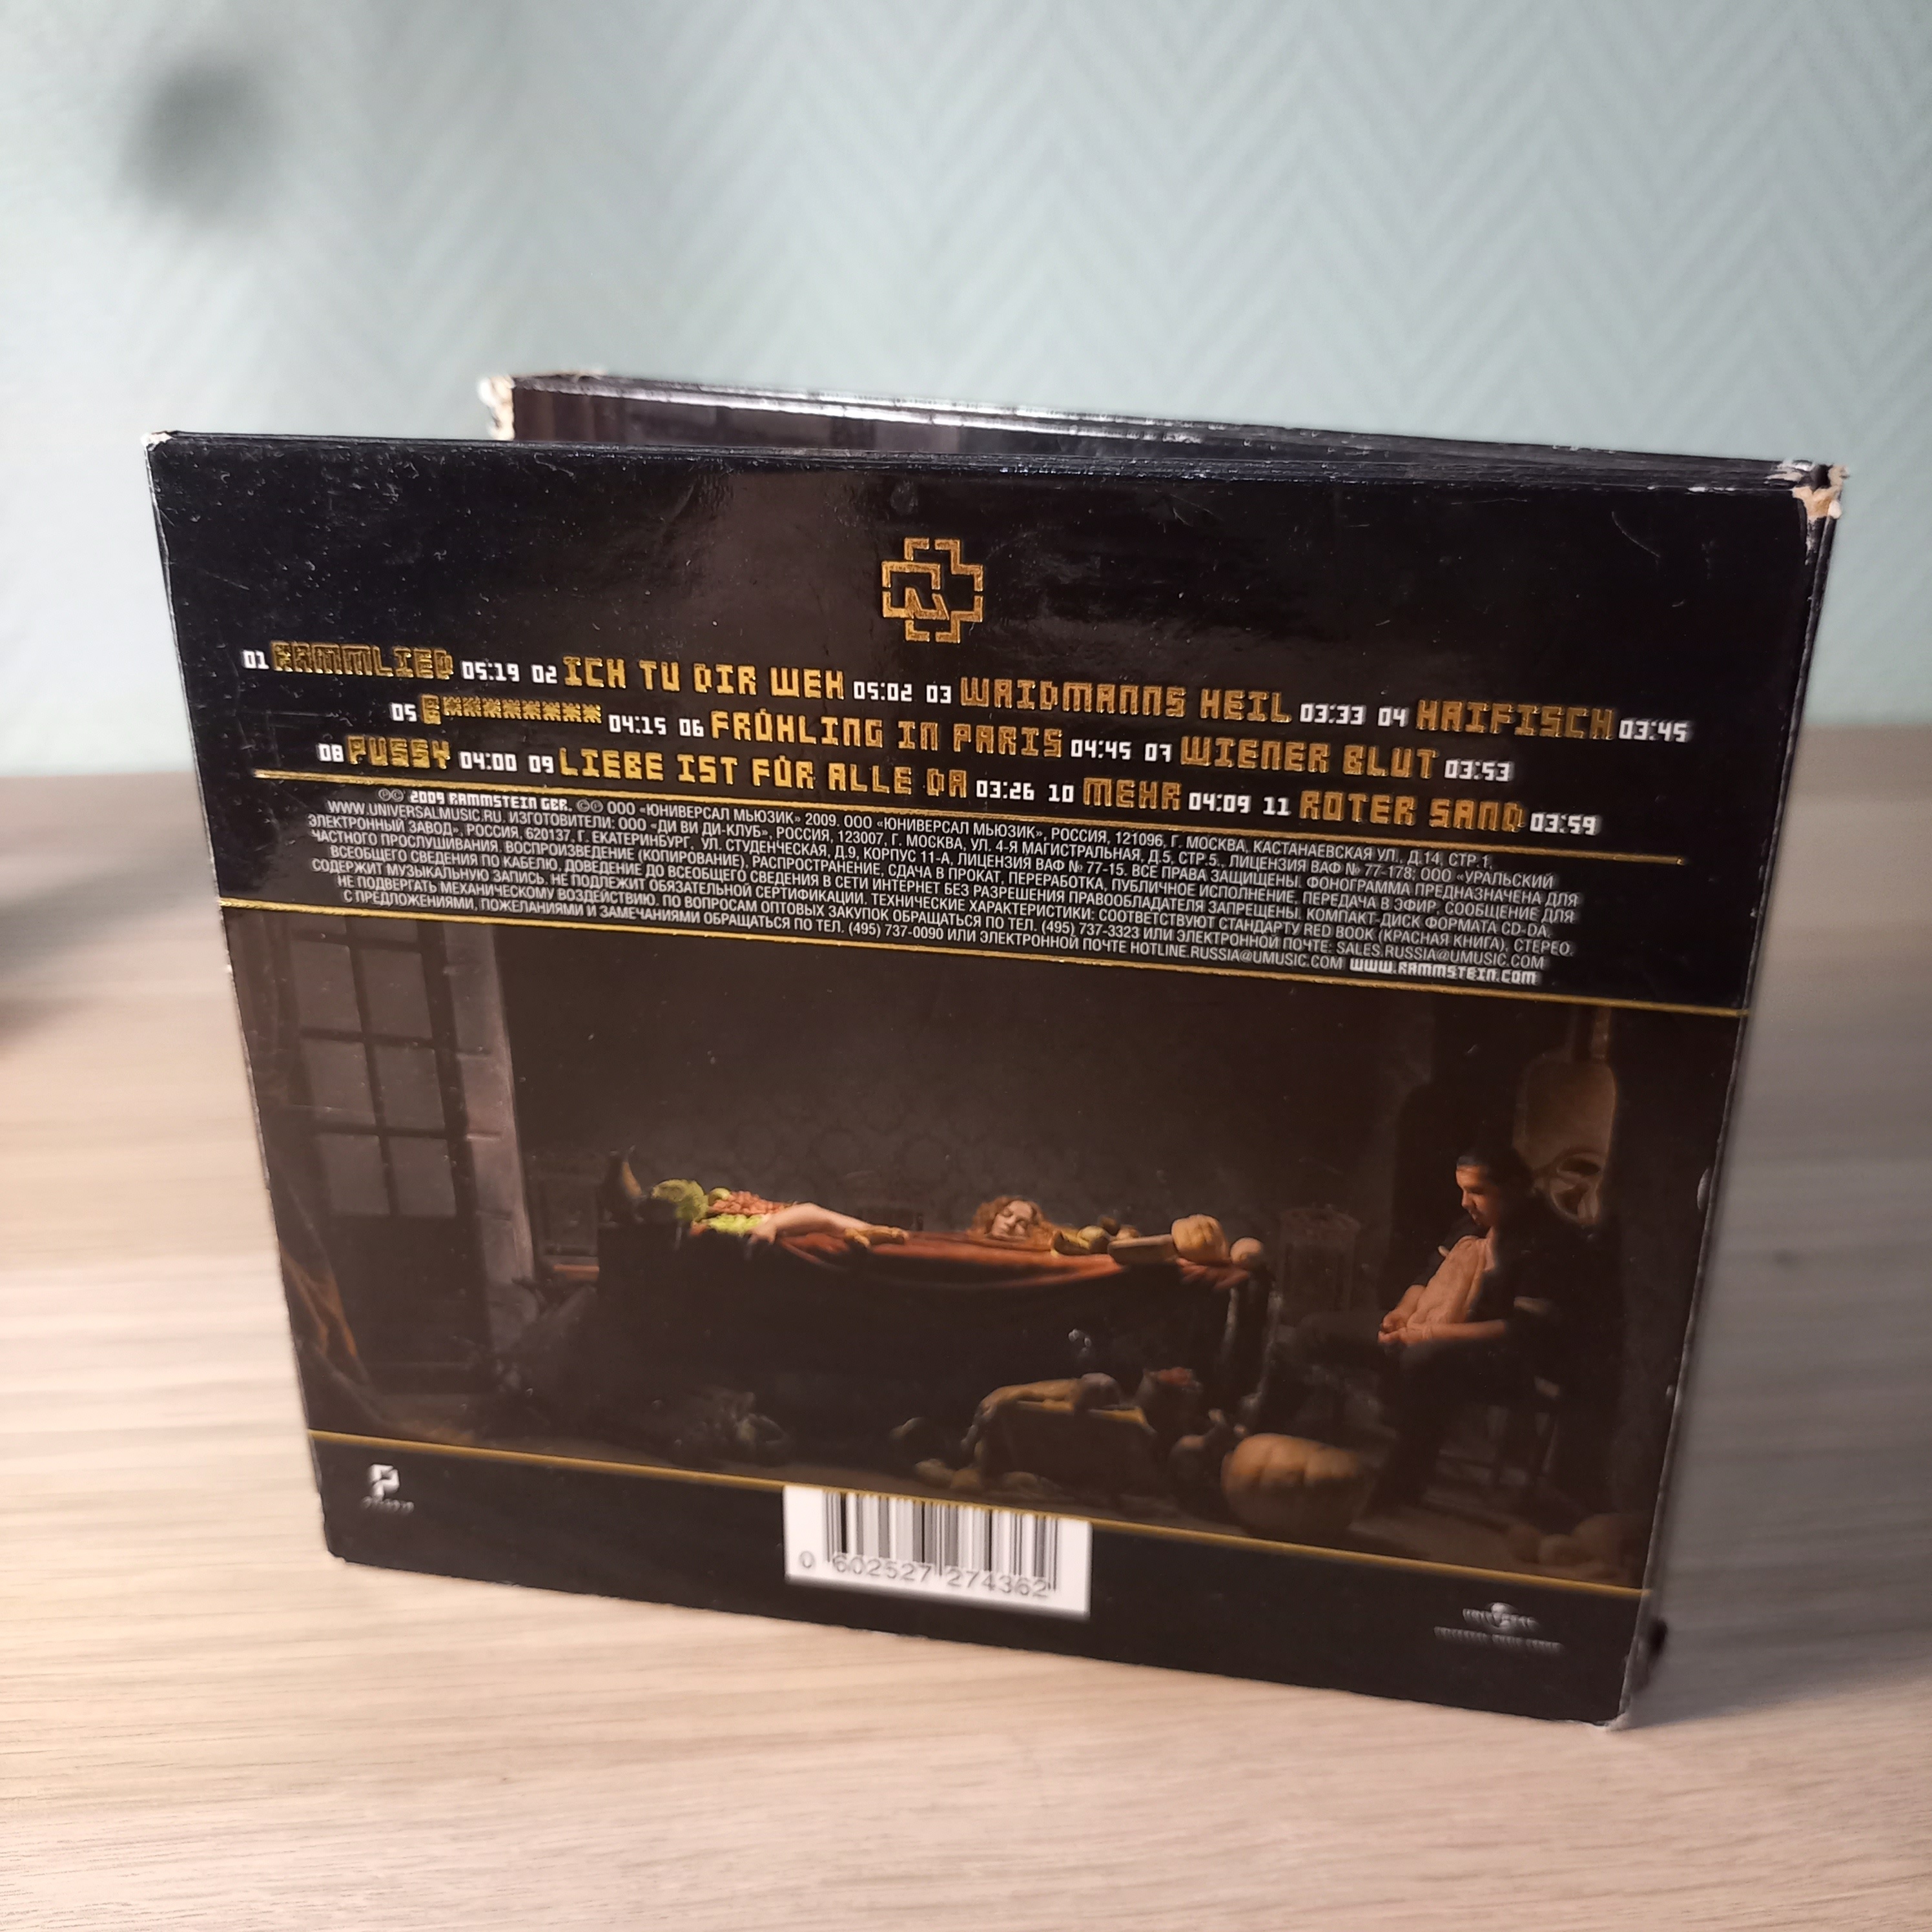 01 RAMMLIED 05:19 02 ICH TU DIR WEH 05:02 03 WAIDMANNS HEIL 03:33 04 HAIFISCH 03:45
05 B********* 04:15 06 FRÜHLING IN PARIS 04:45 07 WIENER BLUT 03:53
08 PUSSY 04:00 09 LIEBE IST FÜR ALLE DA 03:26 10 MEHR 04:09 11 ROTER SAND 03:59
℗© 2009 RAMMSTEIN GBR. ©℗ ООО «ЮНИВЕРСАЛ МЬЮЗИК» 2009. ООО «ЮНИВЕРСАЛ МЬЮЗИК», РОССИЯ, 121096, Г. МОСКВА, КАСТАНАЕВСКАЯ УЛ., Д.14, СТР.1,
WWW.UNIVERSALMUSIC.RU. ИЗГОТОВИТЕЛИ: ООО «ДИ ВИ ДИ-КЛУБ», РОССИЯ, 123007, Г. МОСКВА, УЛ. 4-Я МАГИСТРАЛЬНАЯ, Д.5, СТР.5., ЛИЦЕНЗИЯ ВАФ № 77-178; ООО «УРАЛЬСКИЙ
ЭЛЕКТРОННЫЙ ЗАВОД», РОССИЯ, 620137, Г. ЕКАТЕРИНБУРГ, УЛ. СТУДЕНЧЕСКАЯ, Д.9, КОРПУС 11-А, ЛИЦЕНЗИЯ ВАФ № 77-15. ВСЕ ПРАВА ЗАЩИЩЕНЫ. ФОНОГРАММА ПРЕДНАЗНАЧЕНА ДЛЯ
ЧАСТНОГО ПРОСЛУШИВАНИЯ. ВОСПРОИЗВЕДЕНИЕ (КОПИРОВАНИЕ), РАСПРОСТРАНЕНИЕ, СДАЧА В ПРОКАТ, ПЕРЕРАБОТКА, ПУБЛИЧНОЕ ИСПОЛНЕНИЕ, ПЕРЕДАЧА В ЭФИР, СООБЩЕНИЕ ДЛЯ
ВСЕОБЩЕГО СВЕДЕНИЯ ПО КАБЕЛЮ, ДОВЕДЕНИЕ ДО ВСЕОБЩЕГО СВЕДЕНИЯ В СЕТИ ИНТЕРНЕТ БЕЗ РАЗРЕШЕНИЯ ПРАВООБЛАДАТЕЛЯ ЗАПРЕЩЕНЫ. КОМПАКТ-ДИСК ФОРМАТА CD-DA.
СОДЕРЖИТ МУЗЫКАЛЬНУЮ ЗАПИСЬ. НЕ ПОДЛЕЖИТ ОБЯЗАТЕЛЬНОЙ СЕРТИФИКАЦИИ. ТЕХНИЧЕСКИЕ ХАРАКТЕРИСТИКИ: СООТВЕТСТВУЮТ СТАНДАРТУ RED BOOK (КРАСНАЯ КНИГА), СТЕРЕО.
НЕ ПОДВЕРГАТЬ МЕХАНИЧЕСКОМУ ВОЗДЕЙСТВИЮ. ПО ВОПРОСАМ ОПТОВЫХ ЗАКУПОК ОБРАЩАТЬСЯ ПО ТЕЛ. (495) 737-3323 ИЛИ ЭЛЕКТРОННОЙ ПОЧТЕ: SALES.RUSSIA@UMUSIC.COM
С ПРЕДЛОЖЕНИЯМИ, ПОЖЕЛАНИЯМИ И ЗАМЕЧАНИЯМИ ОБРАЩАТЬСЯ ПО ТЕЛ. (495) 737-0090 ИЛИ ЭЛЕКТРОННОЙ ПОЧТЕ HOTLINE.RUSSIA@UMUSIC.COM WWW.RAMMSTEIN.COM
0 602527 274362
UNIVERSAL
UNIVERSAL MUSIC GROUP